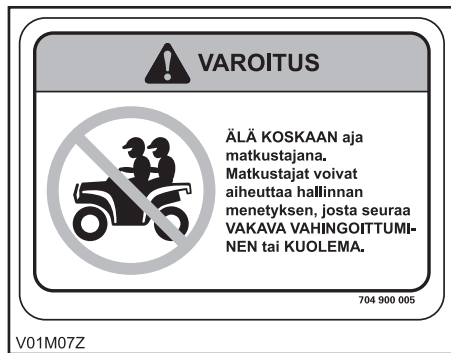 VAROITUS
ÄLÄ KOSKAAN aja
matkustajana.
Matkustajat voivat
aiheuttaa hallinnan
menetyksen, josta seuraa
VAKAVA VAHINGOITTUMI-
NEN tai KUOLEMA.
704 900 005
V01M07Z